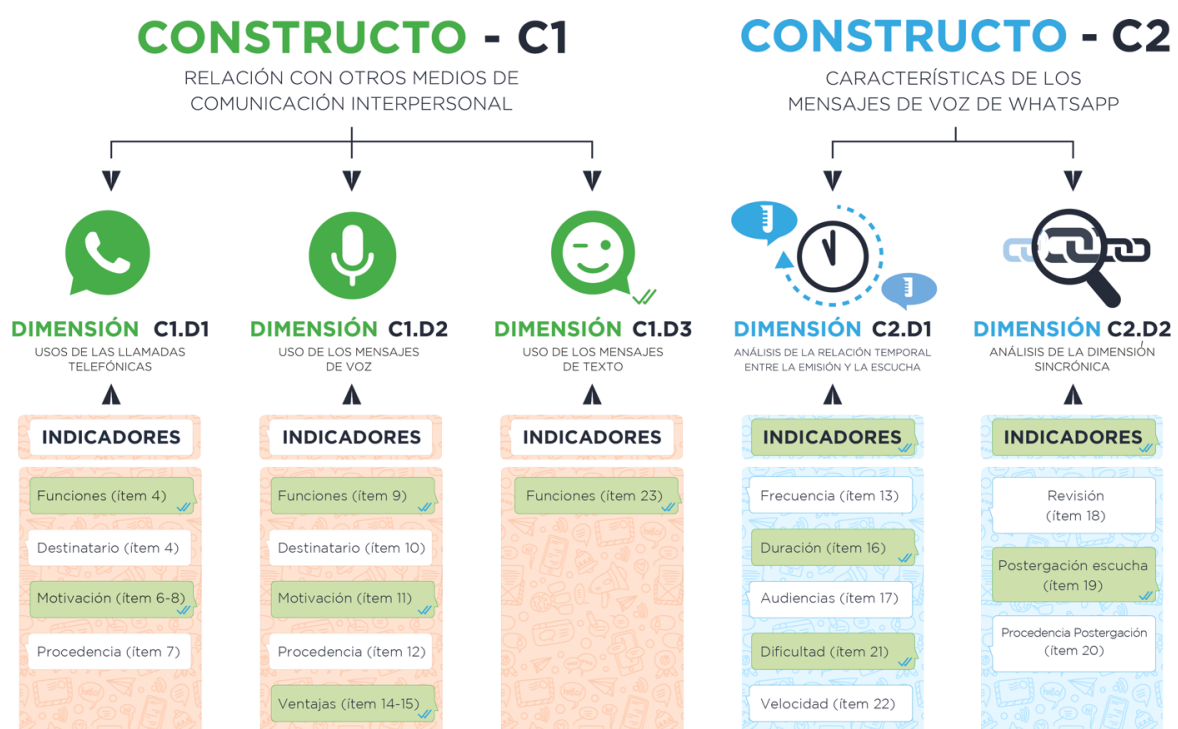 CONSTRUCTO - C1
RELACIÓN CON OTROS MEDIOS DE
COMUNICACIÓN INTERPERSONAL
CONSTRUCTO - C2
CARACTERÍSTICAS DE LOS
MENSAJES DE VOZ DE WHATSAPP
DIMENSIÓN C1.D1
USOS DE LAS LLAMADAS
TELEFÓNICAS
INDICADORES
Funciones (ítem 4)
Destinatario (ítem 4)
Motivación (ítem 6-8)
Procedencia (ítem 7)
DIMENSIÓN C1.D2
USO DE LOS MENSAJES
DE VOZ
INDICADORES
Funciones (ítem 9)
Destinatario (ítem 10)
Motivación (ítem 11)
Procedencia (ítem 12)
Ventajas (ítem 14-15)
DIMENSIÓN C1.D3
USO DE LOS MENSAJES
DE TEXTO
INDICADORES
Funciones (ítem 23)
DIMENSIÓN C2.D1
ANÁLISIS DE LA RELACIÓN TEMPORAL
ENTRE LA EMISIÓN Y LA ESCUCHA
INDICADORES
Frecuencia (ítem 13)
Duración (ítem 16)
Audiencias (ítem 17)
Dificultad (ítem 21)
Velocidad (ítem 22)
DIMENSIÓN C2.D2
ANÁLISIS DE LA DIMENSIÓN
SINCRÓNICA
INDICADORES
Revisión
(ítem 18)
Postergación escucha
(ítem 19)
Procedencia Postergación
(ítem 20)